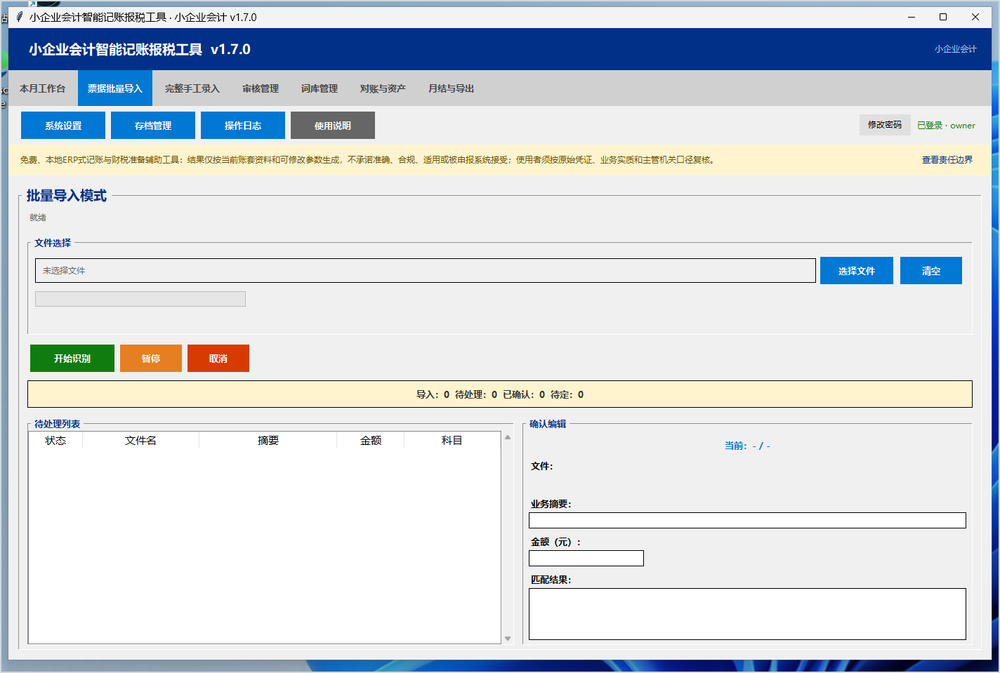 小企业会计智能记账报税工具 · 小企业会计 v1.7.0
小企业会计智能记账报税工具 v1.7.0
小企业会计
本月工作台 票据批量导入 完整手工录入 审核管理 词库管理 对账与资产 月结与导出
系统设置 存档管理 操作日志 使用说明 修改密码 已登录 · owner
免费、本地ERP式记账与财税准备辅助工具：结果仅按当前账套资料和可修改参数生成，不承诺准确、合规、适用或被申报系统接受；使用者须按原始凭证、业务实质和主管机关口径复核。 查看责任边界
批量导入模式
就绪
文件选择
未选择文件 选择文件 清空
开始识别 暂停 取消
导入：0 待处理：0 已确认：0 待定：0
待处理列表
状态 文件名 摘要 金额 科目
确认编辑
当前：- / -
文件：
业务摘要：
金额（元）：
匹配结果：